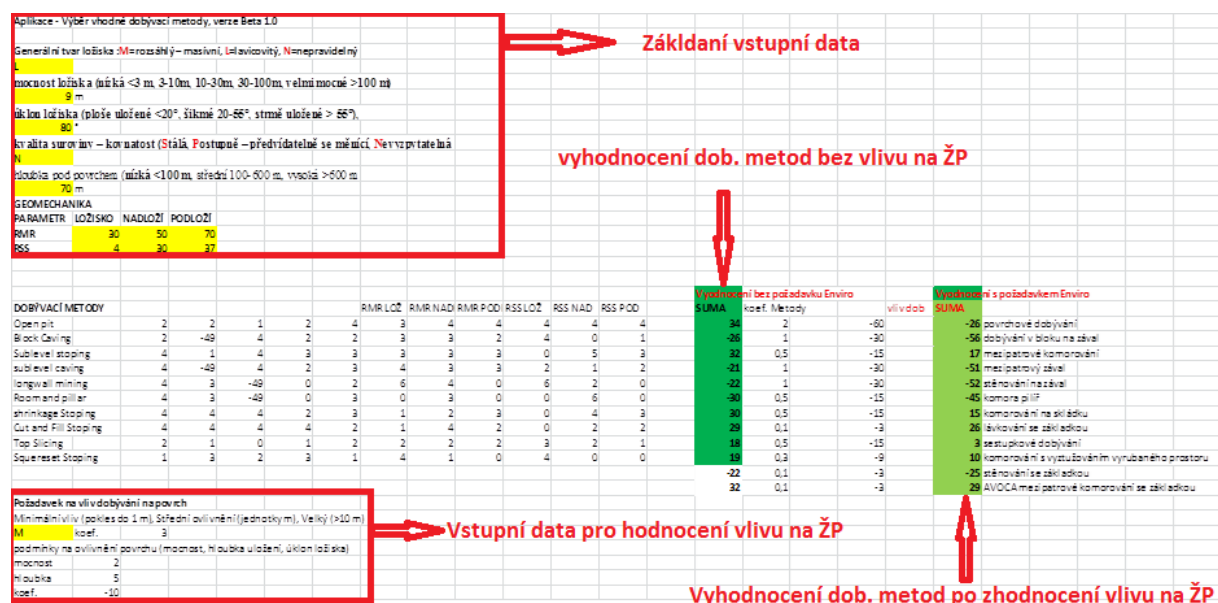 Aplikace - Výběr vhodné dobývací metody, verze Beta 1.0
Zákldaní vstupní data
Generální tvar ložiska :M=rozsáhlý – masivní, L=lavicovitý, N=nepravidelný
L
mocnost ložiska (nízká <3 m, 3-10m, 10-30m, 30-100m, velmi mocné >100 m)
9 m
úklon ložiska (ploše uložené <20°, šikmé 20-55°, strmě uložené > 55°),
80 °
kvalita suroviny – kovnatost (Stálá, Postupně – předvídatelně se měnící, Nevyzpytatelná
N
vyhodnocení dob. metod bez vlivu na ŽP
hloubka pod povrchem (nízká <100 m, střední 100- 600 m, vysoká >600 m
70 m
GEOMECHANIKA
PARAMETR LOŽISKO NADLOŽÍ PODLOŽÍ
RMR 30 50 70
RSS 4 30 37
Vyodnocení bez požadavku Enviro Vyodnocení s požadavkem Enviro
DOBÝVACÍ METODY RMR LOŽ RMR NAD RMR POD RSS LOŽ RSS NAD RSS POD SUMA koef. Metody vliv dob SUMA
Open pit 2 2 1 2 4 3 4 4 4 4 4 34 2 -60 -26 povrchové dobývání
Block Caving 2 -49 4 2 2 3 3 2 4 0 1 -26 1 -30 -56 dobývání v bloku na zával
Sublevel stoping 4 1 4 3 3 3 3 3 0 5 3 32 0,5 -15 17 mezipatrové komorování
sublevel caving 4 -49 4 2 3 4 3 3 2 1 2 -21 1 -30 -51 mezipatrový zával
longwall mining 4 3 -49 0 2 6 4 0 6 2 0 -22 1 -30 -52 stěnování na zával
Room and pillar 4 3 -49 0 3 0 3 0 0 6 0 -30 0,5 -15 -45 komora pilíř
shrinkage Stoping 4 4 4 2 3 1 2 3 0 4 3 30 0,5 -15 15 komorování na skládku
Cut and Fill Stoping 4 4 4 4 2 1 4 2 0 2 2 29 0,1 -3 26 lávkování se základkou
Top Slicing 2 1 0 1 2 2 2 2 3 2 1 18 0,5 -15 3 sestupkové dobývání
Squereset Stoping 1 3 2 3 1 4 1 0 4 0 0 19 0,3 -9 10 komorování s vyztužováním vyrubaného prostoru
-22 0,1 -3 -25 stěnování se základkou
32 0,1 -3 29 AVOCA mezipatrové komorování se základkou
Požadavek na vliv dobývání na povrch
Minimální vliv (pokles do 1 m), Střední ovlivnění (jednotky m), Velký (>10 m)
M koef. 3
Vstupní data pro hodnocení vlivu na ŽP
podmínky na ovlivnění povrchu (mocnost, hloubka uložení, úklon ložiska)
mocnost 2
hloubka 5
koef. -10
Vyhodnocení dob. metod po zhodnocení vlivu na ŽP